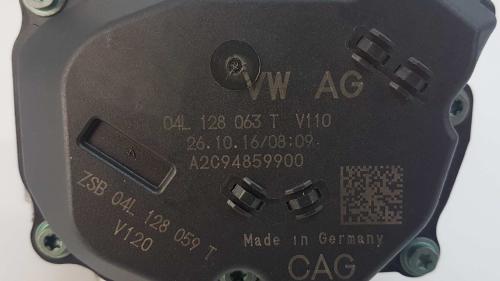 VW AG
04L 128 063 T V110
26.10.16/08:09
A2C94859900
ZSB 04L 128 059 T
V120
Made in Germany
CAG